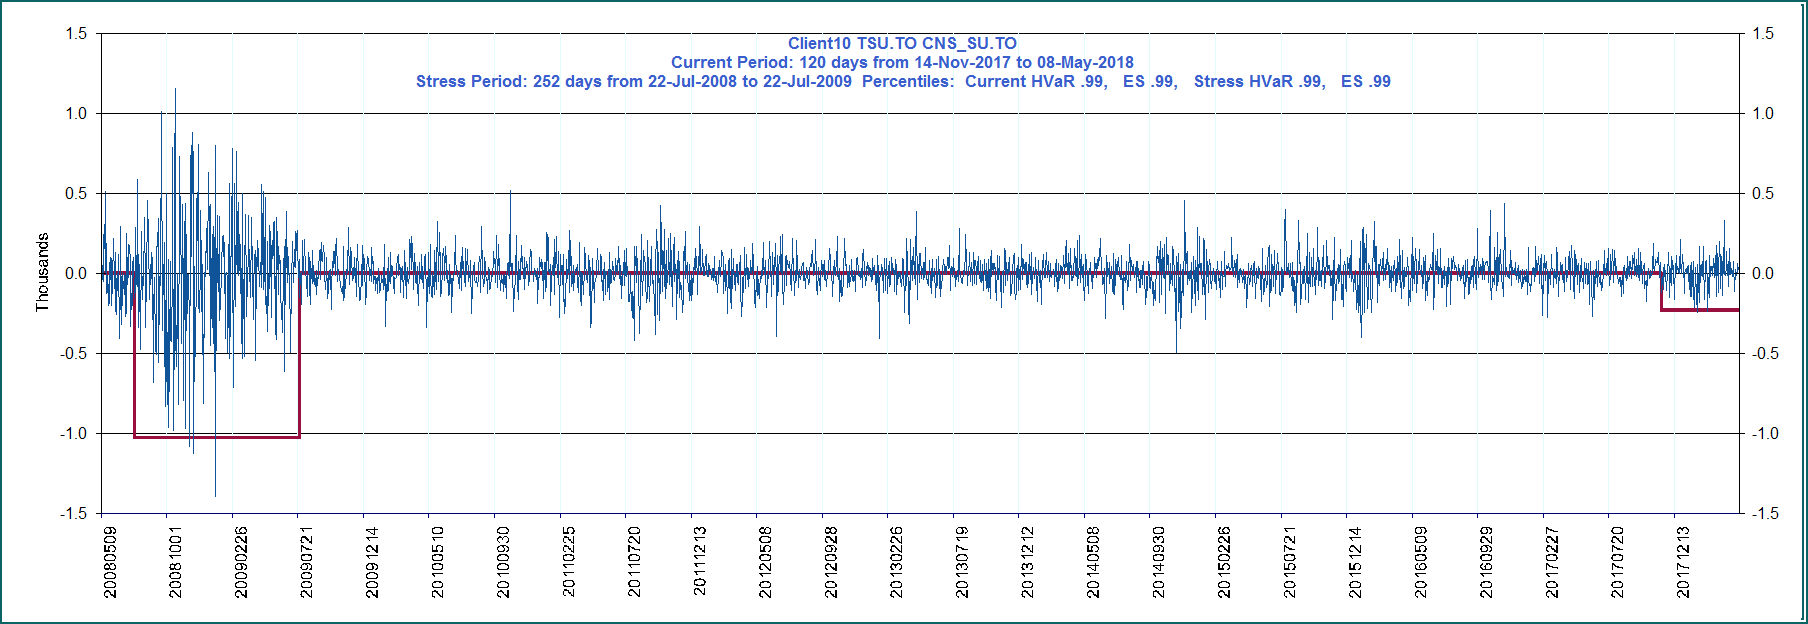 Client10 TSU.TO CNS_SU.TO
Current Period: 120 days from 14-Nov-2017 to 08-May-2018
Stress Period: 252 days from 22-Jul-2008 to 22-Jul-2009  Percentiles:  Current HVaR .99,   ES .99,   Stress HVaR .99,   ES .99
Thousands
1.5 1.5
1.0 1.0
0.5 0.5
0.0 0.0
-0.5 -0.5
-1.0 -1.0
-1.5 -1.5
20080509 20081001 20090226 20090721 20091214 20100510 20100930 20110225 20110720 20111213 20120508 20120928 20130226 20130719 20131212 20140508 20140930 20150226 20150721 20151214 20160509 20160929 20170227 20170720 20171213